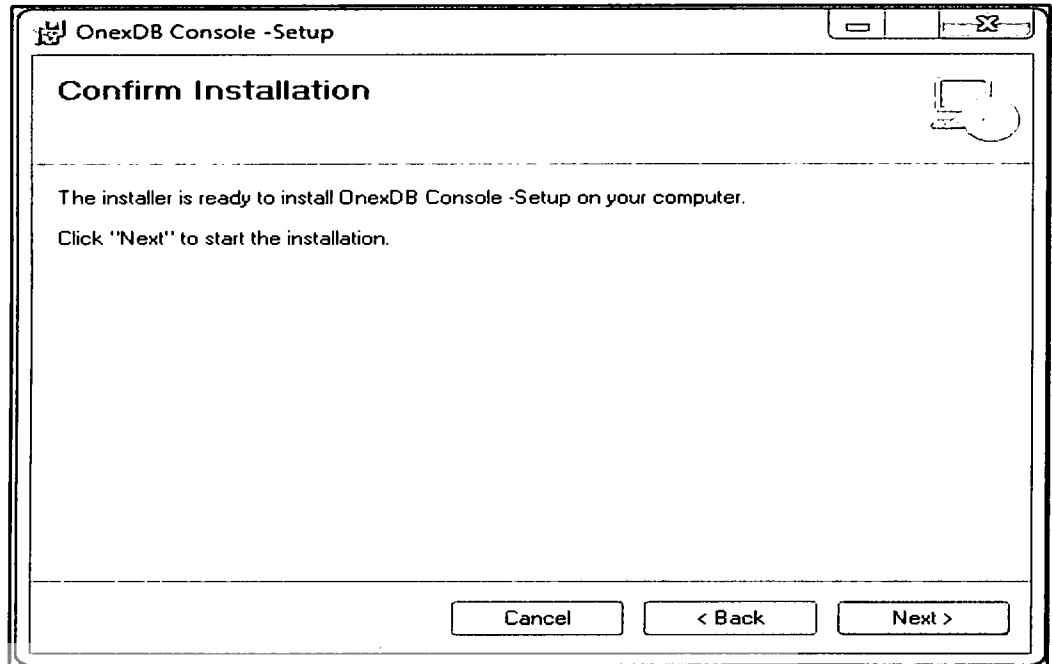 OnexDB Console -Setup
Confirm Installation
The installer is ready to install OnexDB Console -Setup on your computer.
Click "Next" to start the installation.
Cancel
< Back
Next >